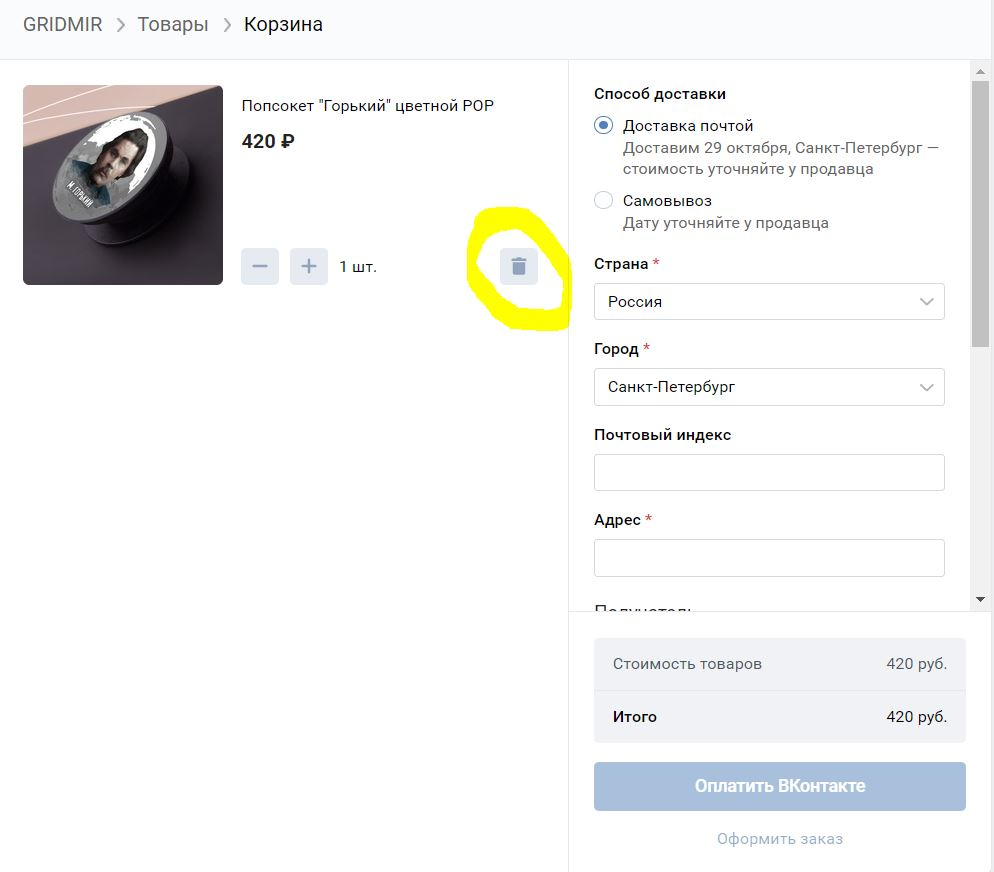 GRIDMIR > Товары > Корзина
Попсокет "Горький" цветной POP
420 ₽
М. ГОРЬКИЙ
1 шт.
Способ доставки
Доставка почтой
Доставим 29 октября, Санкт-Петербург —
стоимость уточняйте у продавца
Самовывоз
Дату уточняйте у продавца
Страна *
Россия
Город *
Санкт-Петербург
Почтовый индекс
Адрес *
Получатель
Стоимость товаров 420 руб.
Итого 420 руб.
Оплатить ВКонтакте
Оформить заказ